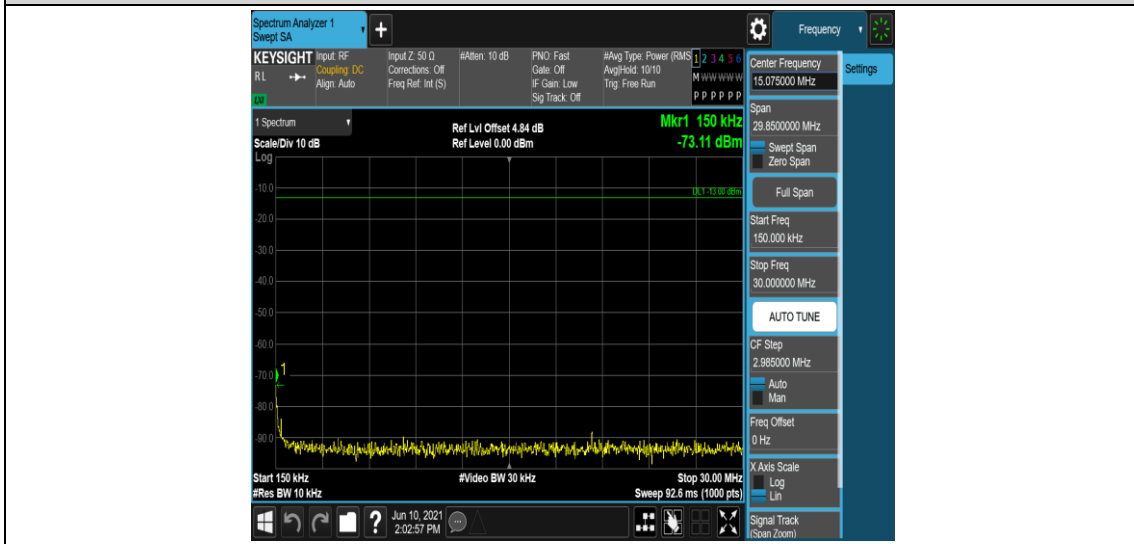 Spectrum Analyzer 1
Swept SA
+
Frequency
KEYSIGHT
RL
LXI
Input: RF
Coupling: DC
Align: Auto
Input Z: 50 Ω
Corrections: Off
Freq Ref: Int (S)
#Atten: 10 dB
PNO: Fast
Gate: Off
IF Gain: Low
Sig Track: Off
#Avg Type: Power (RMS
Avg|Hold: 10/10
Trig: Free Run
1 2 3 4 5 6
M W W W W W
P P P P P P
Center Frequency
15.075000 MHz
Settings
1 Spectrum
Scale/Div 10 dB
Log
Ref Lvl Offset 4.84 dB
Ref Level 0.00 dBm
Mkr1 150 kHz
-73.11 dBm
Span
29.8500000 MHz
Swept Span
Zero Span
Full Span
Start Freq
150.000 kHz
Stop Freq
30.000000 MHz
AUTO TUNE
CF Step
2.985000 MHz
Auto
Man
Freq Offset
0 Hz
X Axis Scale
Log
Lin
Signal Track
(Span Zoom)
DL1 -13.00 dBm
-10.0
-20.0
-30.0
-40.0
-50.0
-60.0
-70.0
1
-80.0
-90.0
Start 150 kHz
#Video BW 30 kHz
Stop 30.00 MHz
#Res BW 10 kHz
Sweep 92.6 ms (1000 pts)
?
Jun 10, 2021
2:02:57 PM